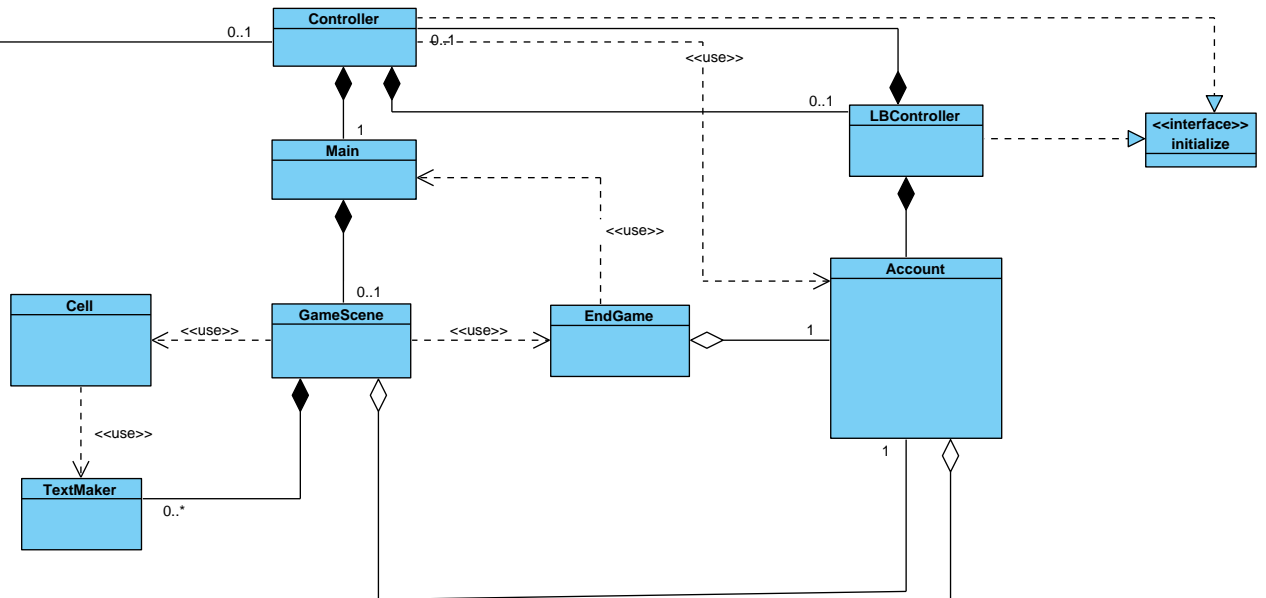 Controller
0..1
0..1
<<use>>
0..1
LBController
<<interface>>
initialize
1
Main
<<use>>
Account
0..1
Cell
GameScene
EndGame
<<use>>
<<use>>
1
<<use>>
1
TextMaker
0..*